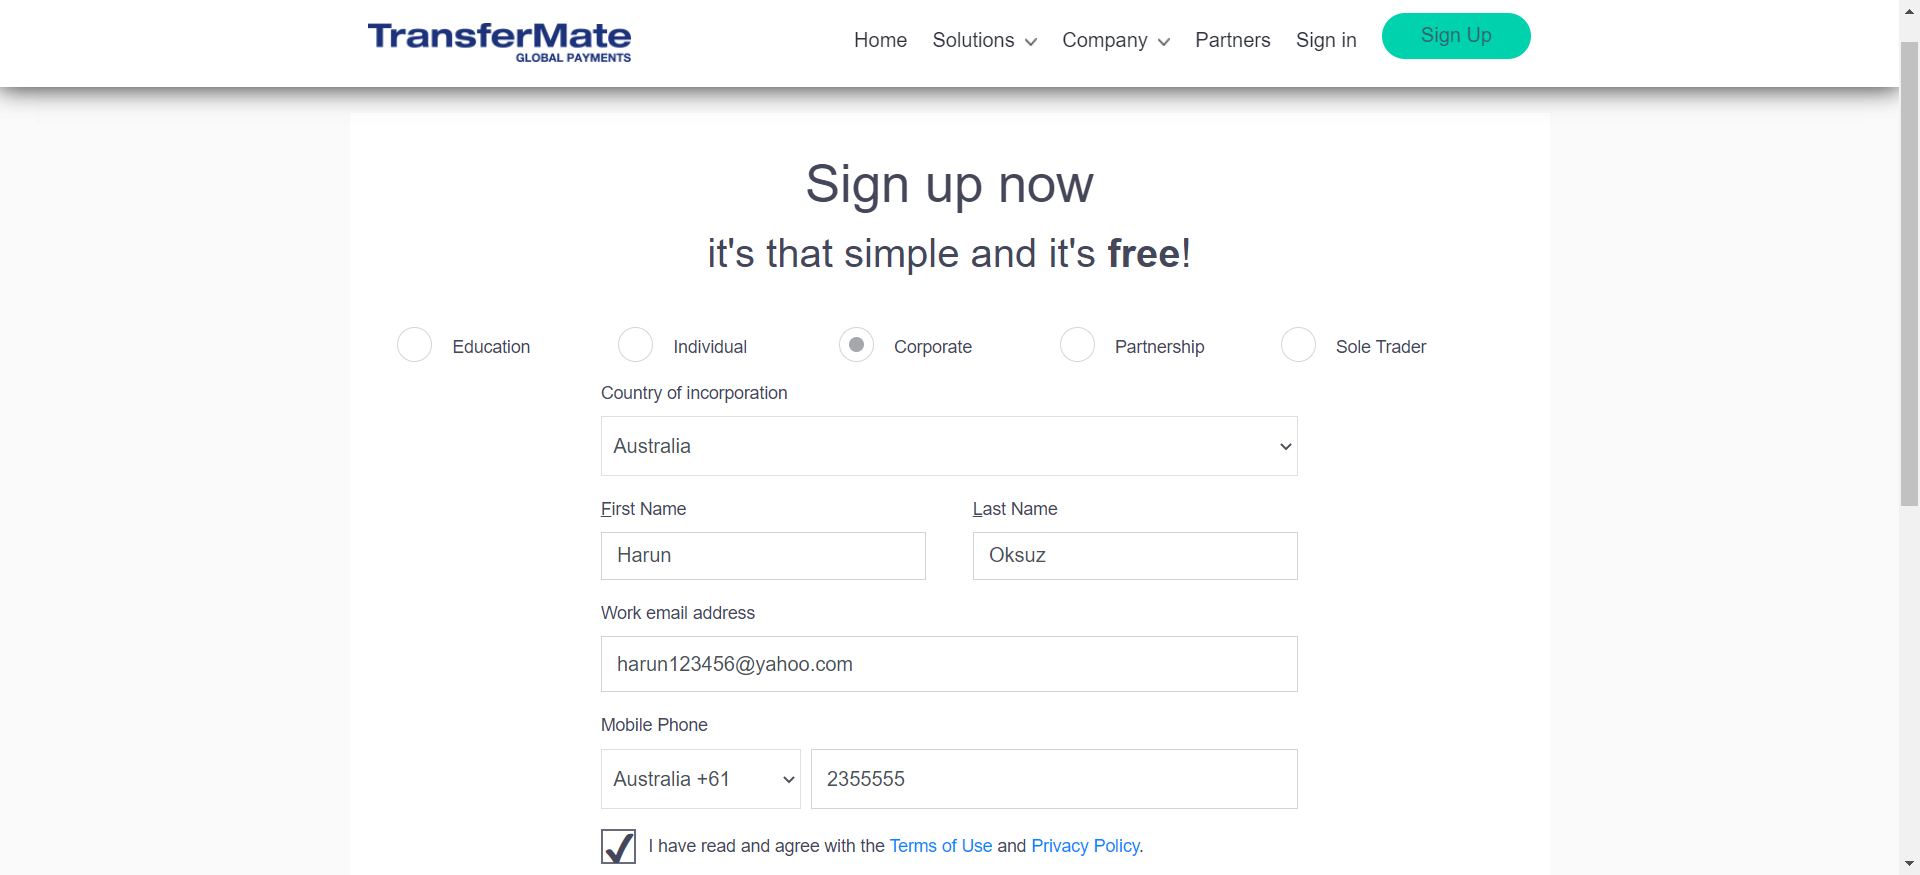 TransferMate
GLOBAL PAYMENTS
Home Solutions Company Partners Sign in Sign Up
Sign up now
it's that simple and it's free!
Education Individual Corporate Partnership Sole Trader
Country of incorporation
Australia
First Name Last Name
Harun Oksuz
Work email address
harun123456@yahoo.com
Mobile Phone
Australia +61 2355555
I have read and agree with the Terms of Use and Privacy Policy.